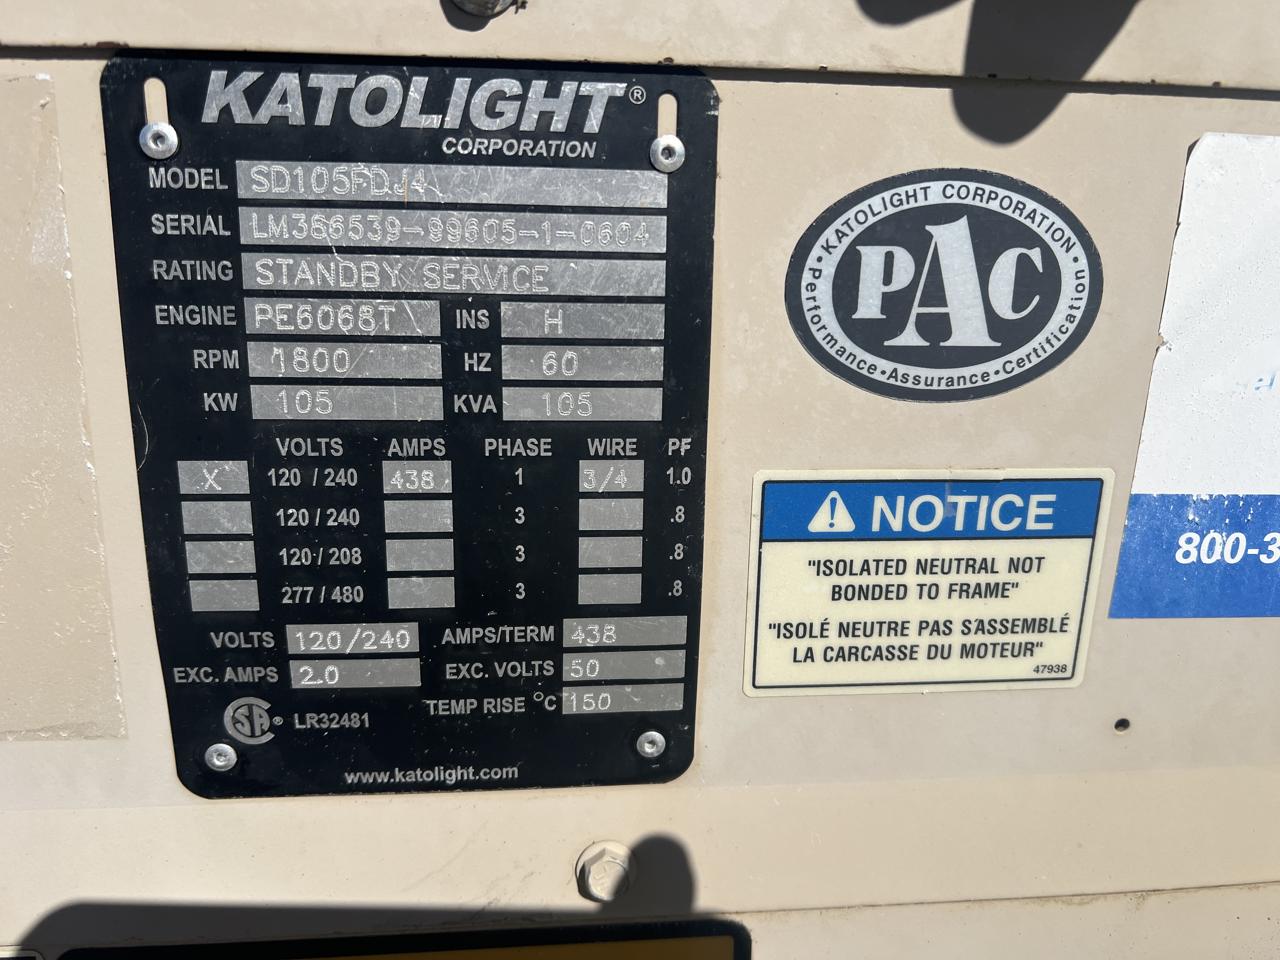 KATOLIGHT®
CORPORATION
MODEL SD105FDJ4
SERIAL LM386539-99605-1-0604
RATING STANDBY SERVICE
ENGINE PE6068T INS H
RPM 1800 HZ 60
KW 105 KVA 105
VOLTS AMPS PHASE WIRE PF
X 120 / 240 438 1 3/4 1.0
120 / 240 3 .8
120 / 208 3 .8
277 / 480 3 .8
VOLTS 120/240 AMPS/TERM 438
EXC. AMPS 2.0 EXC. VOLTS 50
TEMP RISE °C 150
SA® LR32481
www.katolight.com
KATOLIGHT CORPORATION
PAC
•Performance•Assurance•Certification•
NOTICE
"ISOLATED NEUTRAL NOT
BONDED TO FRAME"
"ISOLÉ NEUTRE PAS S'ASSEMBLÉ
LA CARCASSE DU MOTEUR"
47938
800-3